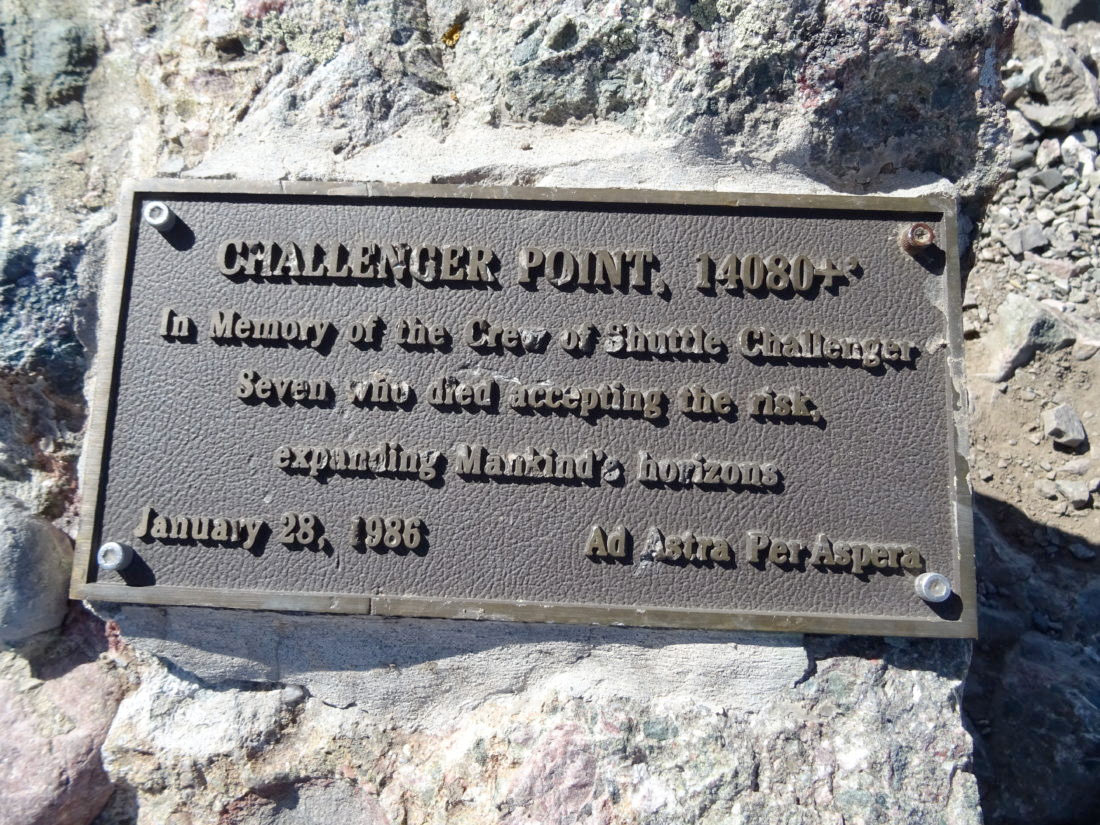 CHALLENGER POINT, 14080+'
In Memory of the Crew of Shuttle Challenger
Seven who died accepting the risk,
expanding Mankind's horizons
January 28, 1986 Ad Astra Per Aspera